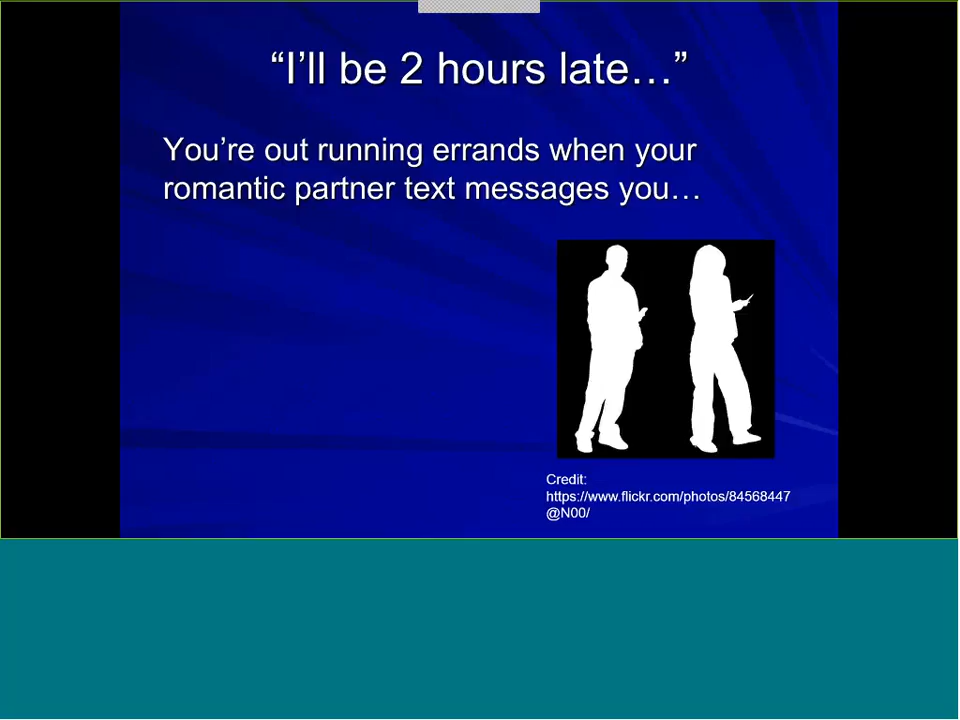 “I’ll be 2 hours late…”
You’re out running errands when your
romantic partner text messages you…
Credit:
https://www.flickr.com/photos/84568447
@N00/